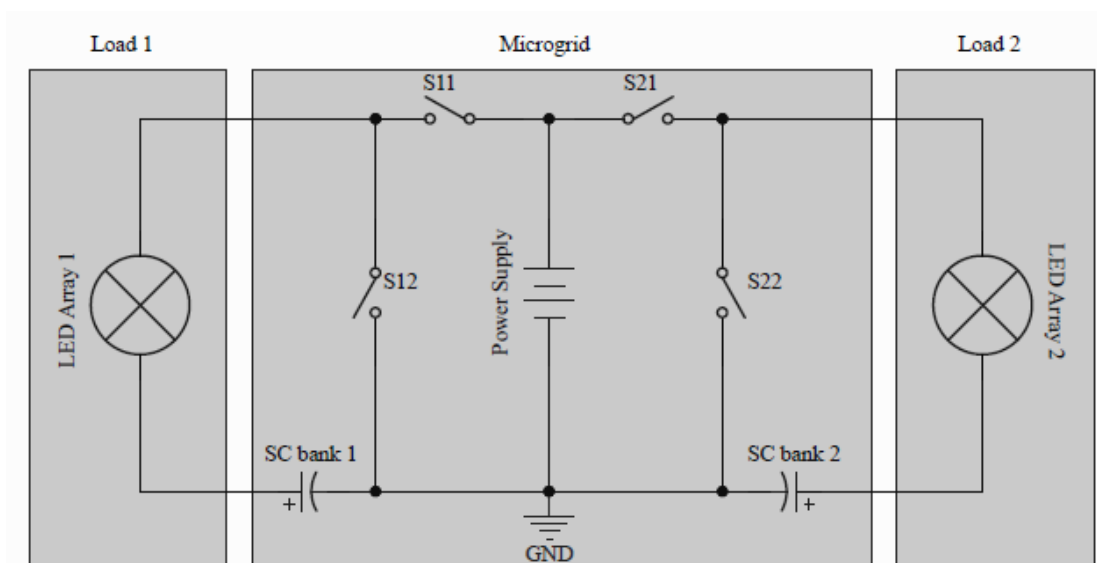 Load 1
Microgrid
Load 2
S11
S21
LED Array 1
S12
Power Supply
S22
LED Array 2
SC bank 1
SC bank 2
+
+
GND